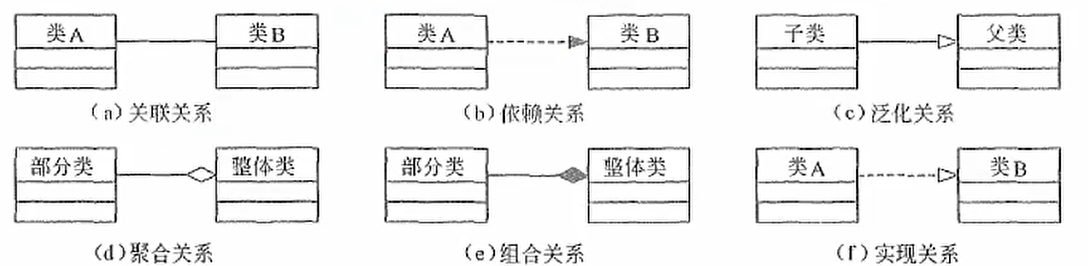 类A 类B 类A 类B 子类 父类
(a)关联关系 (b)依赖关系 (c)泛化关系
部分类 整体类 部分类 整体类 类A 类B
(d)聚合关系 (e)组合关系 (f)实现关系